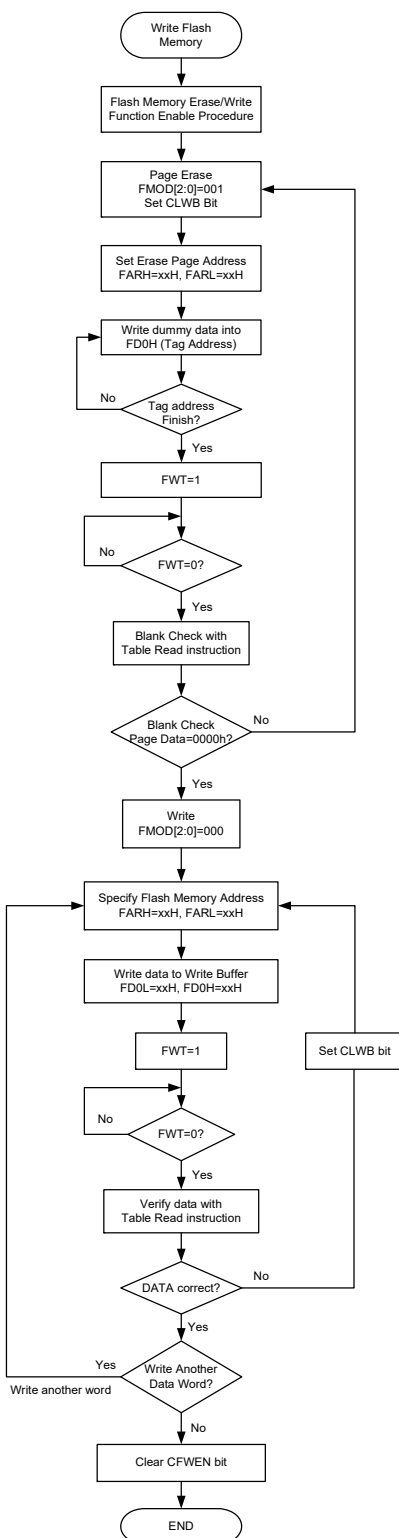 Write Flash
Memory
Flash Memory Erase/Write
Function Enable Procedure
Page Erase
FMOD[2:0]=001
Set CLWB Bit
Set Erase Page Address
FARH=xxH, FARL=xxH
Write dummy data into
FD0H (Tag Address)
No
Tag address
Finish?
Yes
FWT=1
No
FWT=0?
Yes
Blank Check with
Table Read instruction
Blank Check
Page Data=0000h?
No
Yes
Write
FMOD[2:0]=000
Specify Flash Memory Address
FARH=xxH, FARL=xxH
Write data to Write Buffer
FD0L=xxH, FD0H=xxH
FWT=1
Set CLWB bit
No
FWT=0?
Yes
Verify data with
Table Read instruction
DATA correct?
No
Yes
Write Another
Data Word?
Yes
Write another word
No
Clear CFWEN bit
END